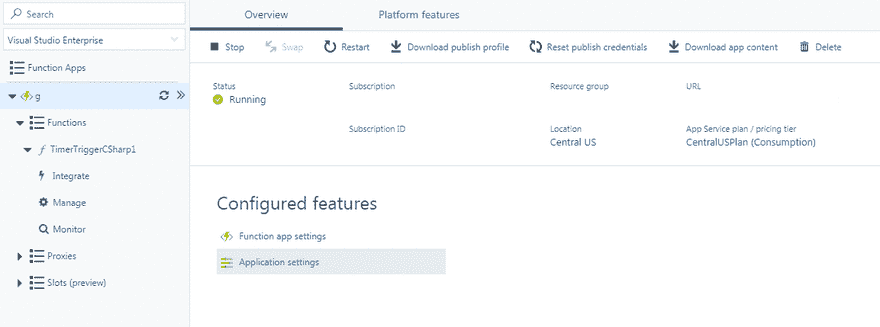 Search
Visual Studio Enterprise
Function Apps
g
Functions
TimerTriggerCSharp1
Integrate
Manage
Monitor
Proxies
Slots (preview)
Overview Platform features
Stop Swap Restart Download publish profile Reset publish credentials Download app content Delete
Status Subscription Resource group URL
Running
Subscription ID Location App Service plan / pricing tier
Central US CentralUSPlan (Consumption)
Configured features
Function app settings
Application settings